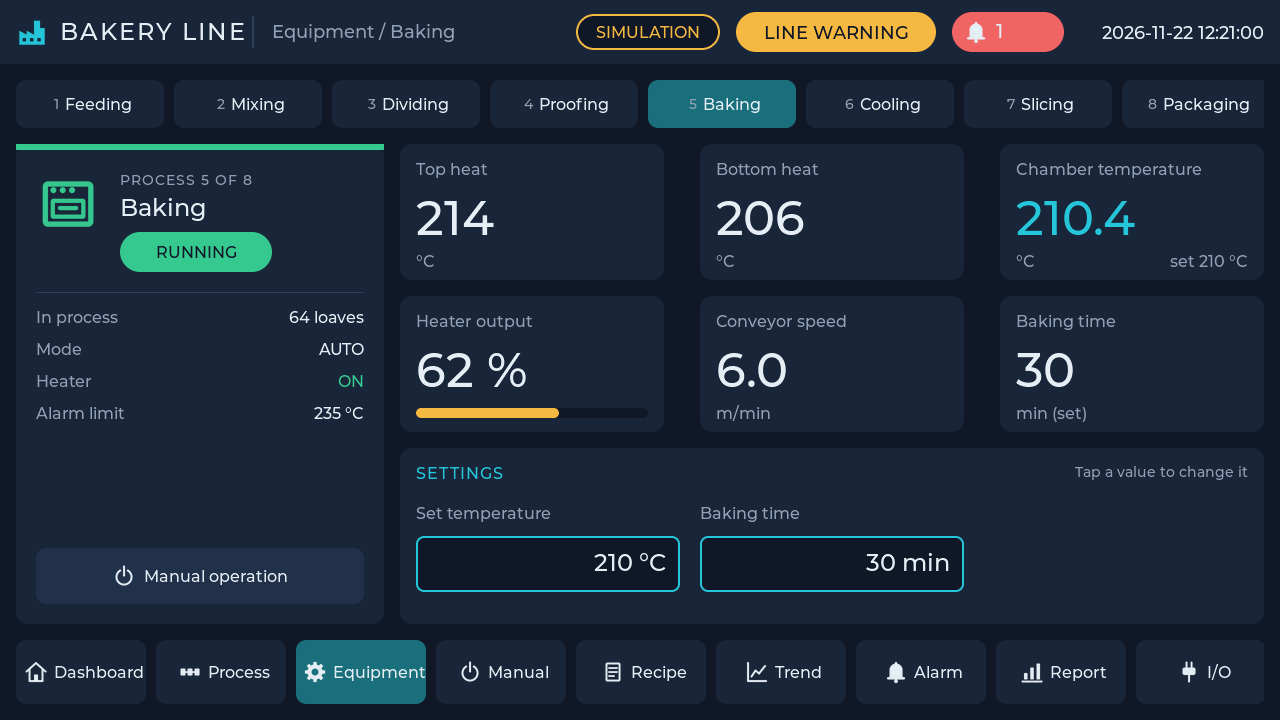 BAKERY LINE
Equipment / Baking
SIMULATION
LINE WARNING
1
2026-11-22 12:21:00
1 Feeding
2 Mixing
3 Dividing
4 Proofing
5 Baking
6 Cooling
7 Slicing
8 Packaging
PROCESS 5 OF 8
Baking
RUNNING
In process 64 loaves
Mode AUTO
Heater ON
Alarm limit 235 °C
Manual operation
Top heat
214
°C
Bottom heat
206
°C
Chamber temperature
210.4
°C set 210 °C
Heater output
62 %
Conveyor speed
6.0
m/min
Baking time
30
min (set)
SETTINGS
Tap a value to change it
Set temperature
210 °C
Baking time
30 min
Dashboard
Process
Equipment
Manual
Recipe
Trend
Alarm
Report
I/O